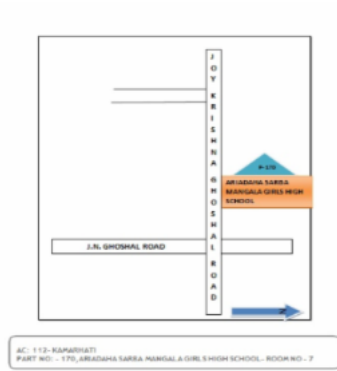 JOY KRISHNA GHOSHAL ROAD
ARIADAHA SARBA
MANGALA GIRLS HIGH
SCHOOL
J.N. GHOSHAL ROAD
N
AC: 112- KAMARHATI
PART NO: - 170, ARIADAHA SARBA MANGALA GIRLS HIGH SCHOOL - ROOM NO - 7